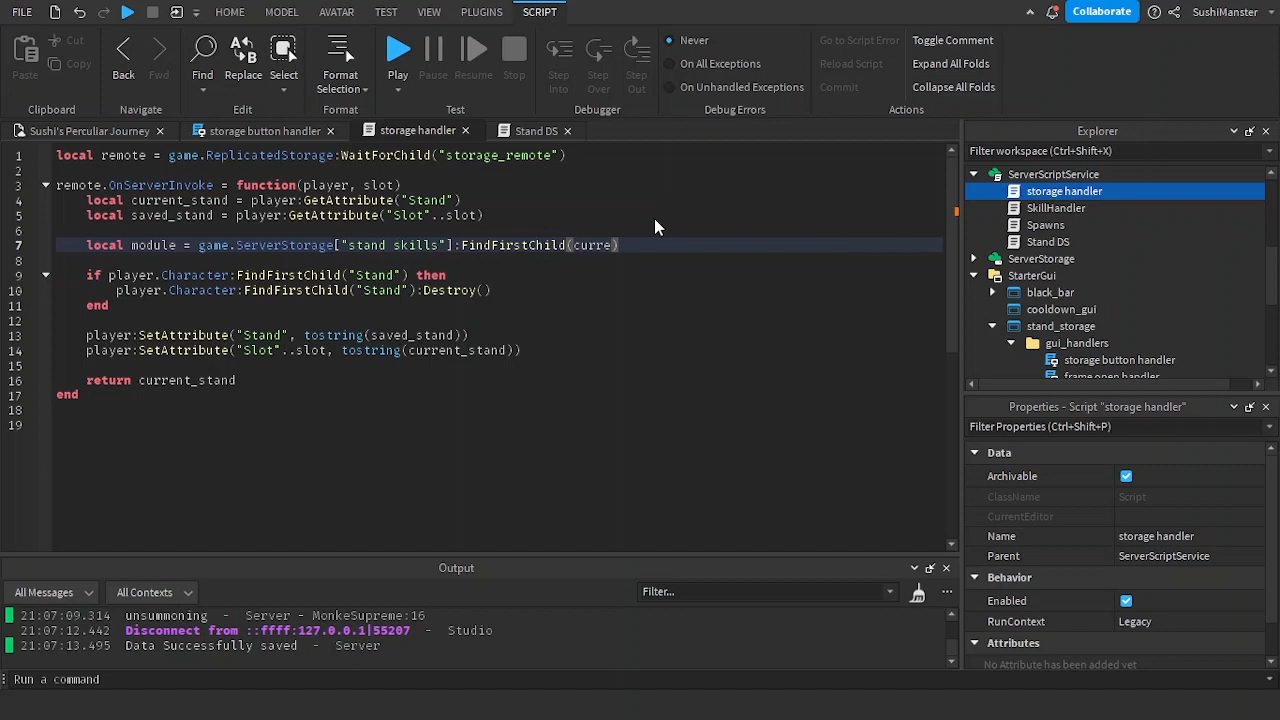 FILE HOME MODEL AVATAR TEST VIEW PLUGINS SCRIPT Collaborate SushiManster
Paste Cut Copy Back Fwd Find Replace Select Format Selection Play Pause Resume Stop Step Into Step Over Step Out
Never Go to Script Error Toggle Comment
On All Exceptions Reload Script Expand All Folds
On Unhandled Exceptions Commit Collapse All Folds
Clipboard Navigate Edit Format Test Debugger Debug Errors Actions
Sushi's Perculiar Journey storage button handler storage handler Stand DS
1 local remote = game.ReplicatedStorage:WaitForChild("storage_remote")
2
3 remote.OnServerInvoke = function(player, slot)
4 local current_stand = player:GetAttribute("Stand")
5 local saved_stand = player:GetAttribute("Slot"..slot)
6
7 local module = game.ServerStorage["stand skills"]:FindFirstChild(curre)
8
9 if player.Character:FindFirstChild("Stand") then
10 player.Character:FindFirstChild("Stand"):Destroy()
11 end
12
13 player:SetAttribute("Stand", tostring(saved_stand))
14 player:SetAttribute("Slot"..slot, tostring(current_stand))
15
16 return current_stand
17 end
18
19
Explorer
Filter workspace (Ctrl+Shift+X)
ServerScriptService
storage handler
SkillHandler
Spawns
Stand DS
ServerStorage
StarterGui
black_bar
cooldown_gui
stand_storage
gui_handlers
storage button handler
frame open handler
Properties - Script "storage handler"
Filter Properties (Ctrl+Shift+P)
Data
Archivable
ClassName Script
CurrentEditor
Name storage handler
Parent ServerScriptService
Behavior
Enabled
RunContext Legacy
Attributes
No Attribute has been added yet
Output
All Messages All Contexts Filter...
21:07:09.314 unsummoning - Server - MonkeSupreme:16
21:07:12.442 Disconnect from ::ffff:127.0.0.1|55207 - Studio
21:07:13.495 Data Successfully saved - Server
Run a command